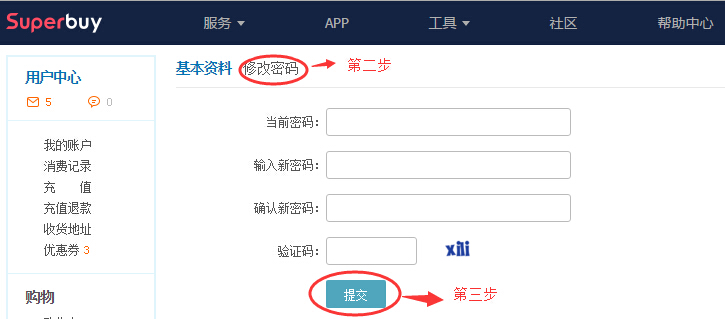 Superbuy 服务 APP 工具 社区 帮助中心
用户中心
5 0
我的账户
消费记录
充 值
充值退款
收货地址
优惠券 3
购物
基本资料 修改密码 第二步
当前密码：
输入新密码：
确认新密码：
验证码： xili
提交 第三步